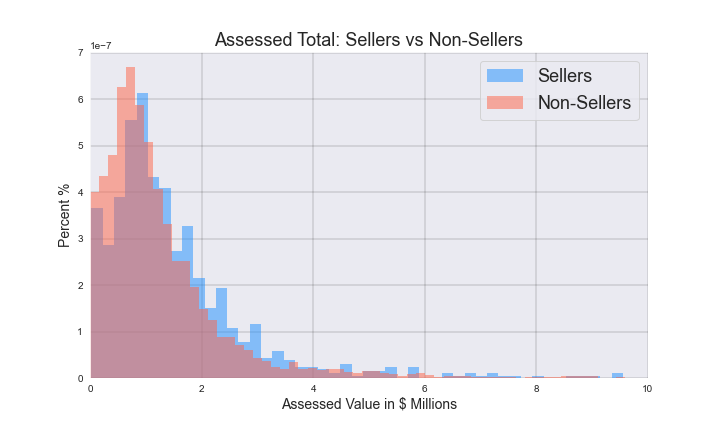 Assessed Total: Sellers vs Non-Sellers
1e−7
7
6
5
4
3
2
1
0
Percent %
Sellers
Non-Sellers
0 2 4 6 8 10
Assessed Value in $ Millions